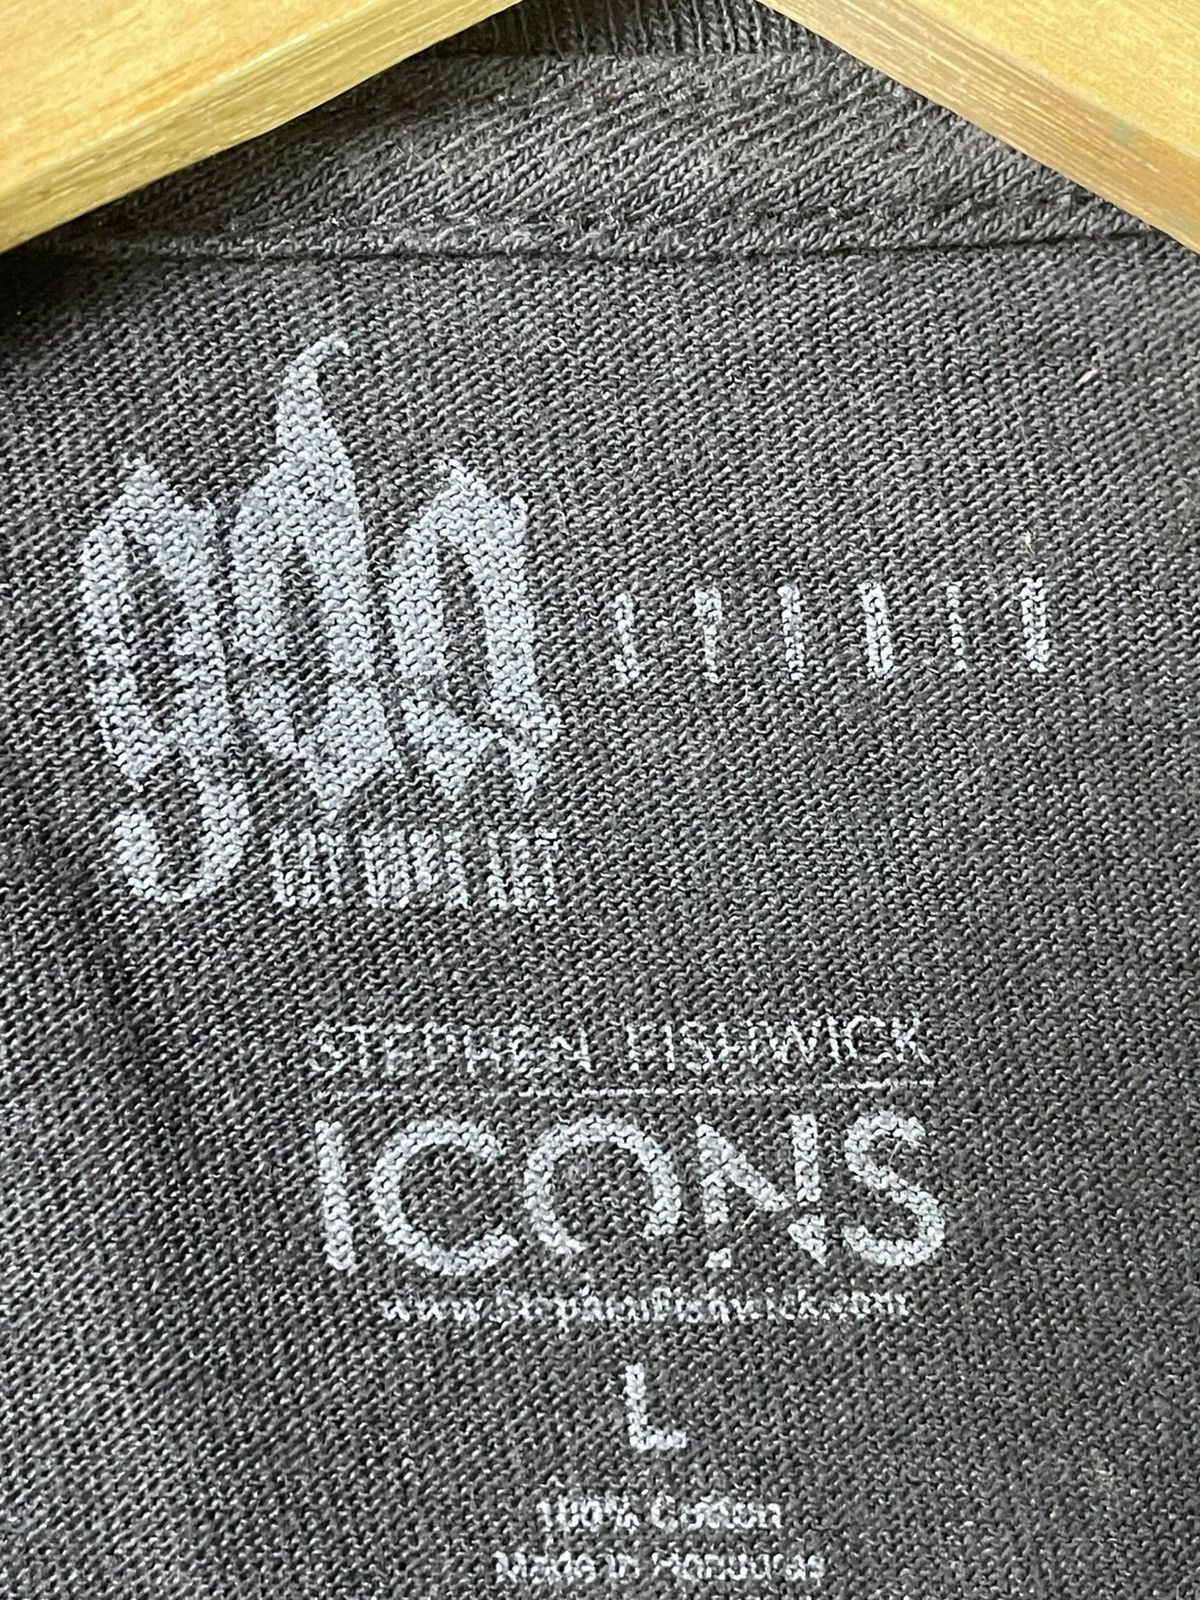 STEPHEN FISHWICK
ICONS
www.StephenFishwick.com
L
100% Cotton
Made in Honduras